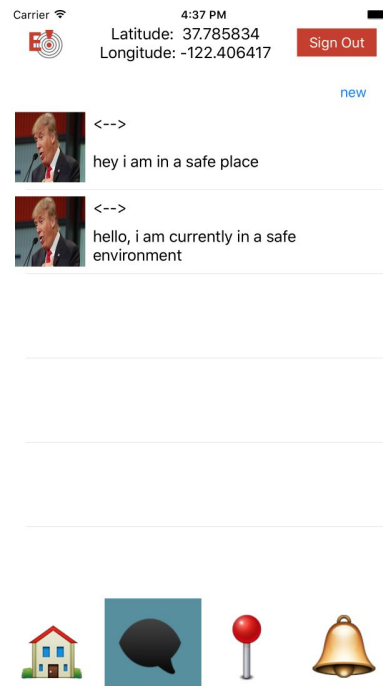 Carrier 4:37 PM
E!
Latitude: 37.785834
Sign Out
Longitude: -122.406417
new
<-->
hey i am in a safe place
<-->
hello, i am currently in a safe
environment